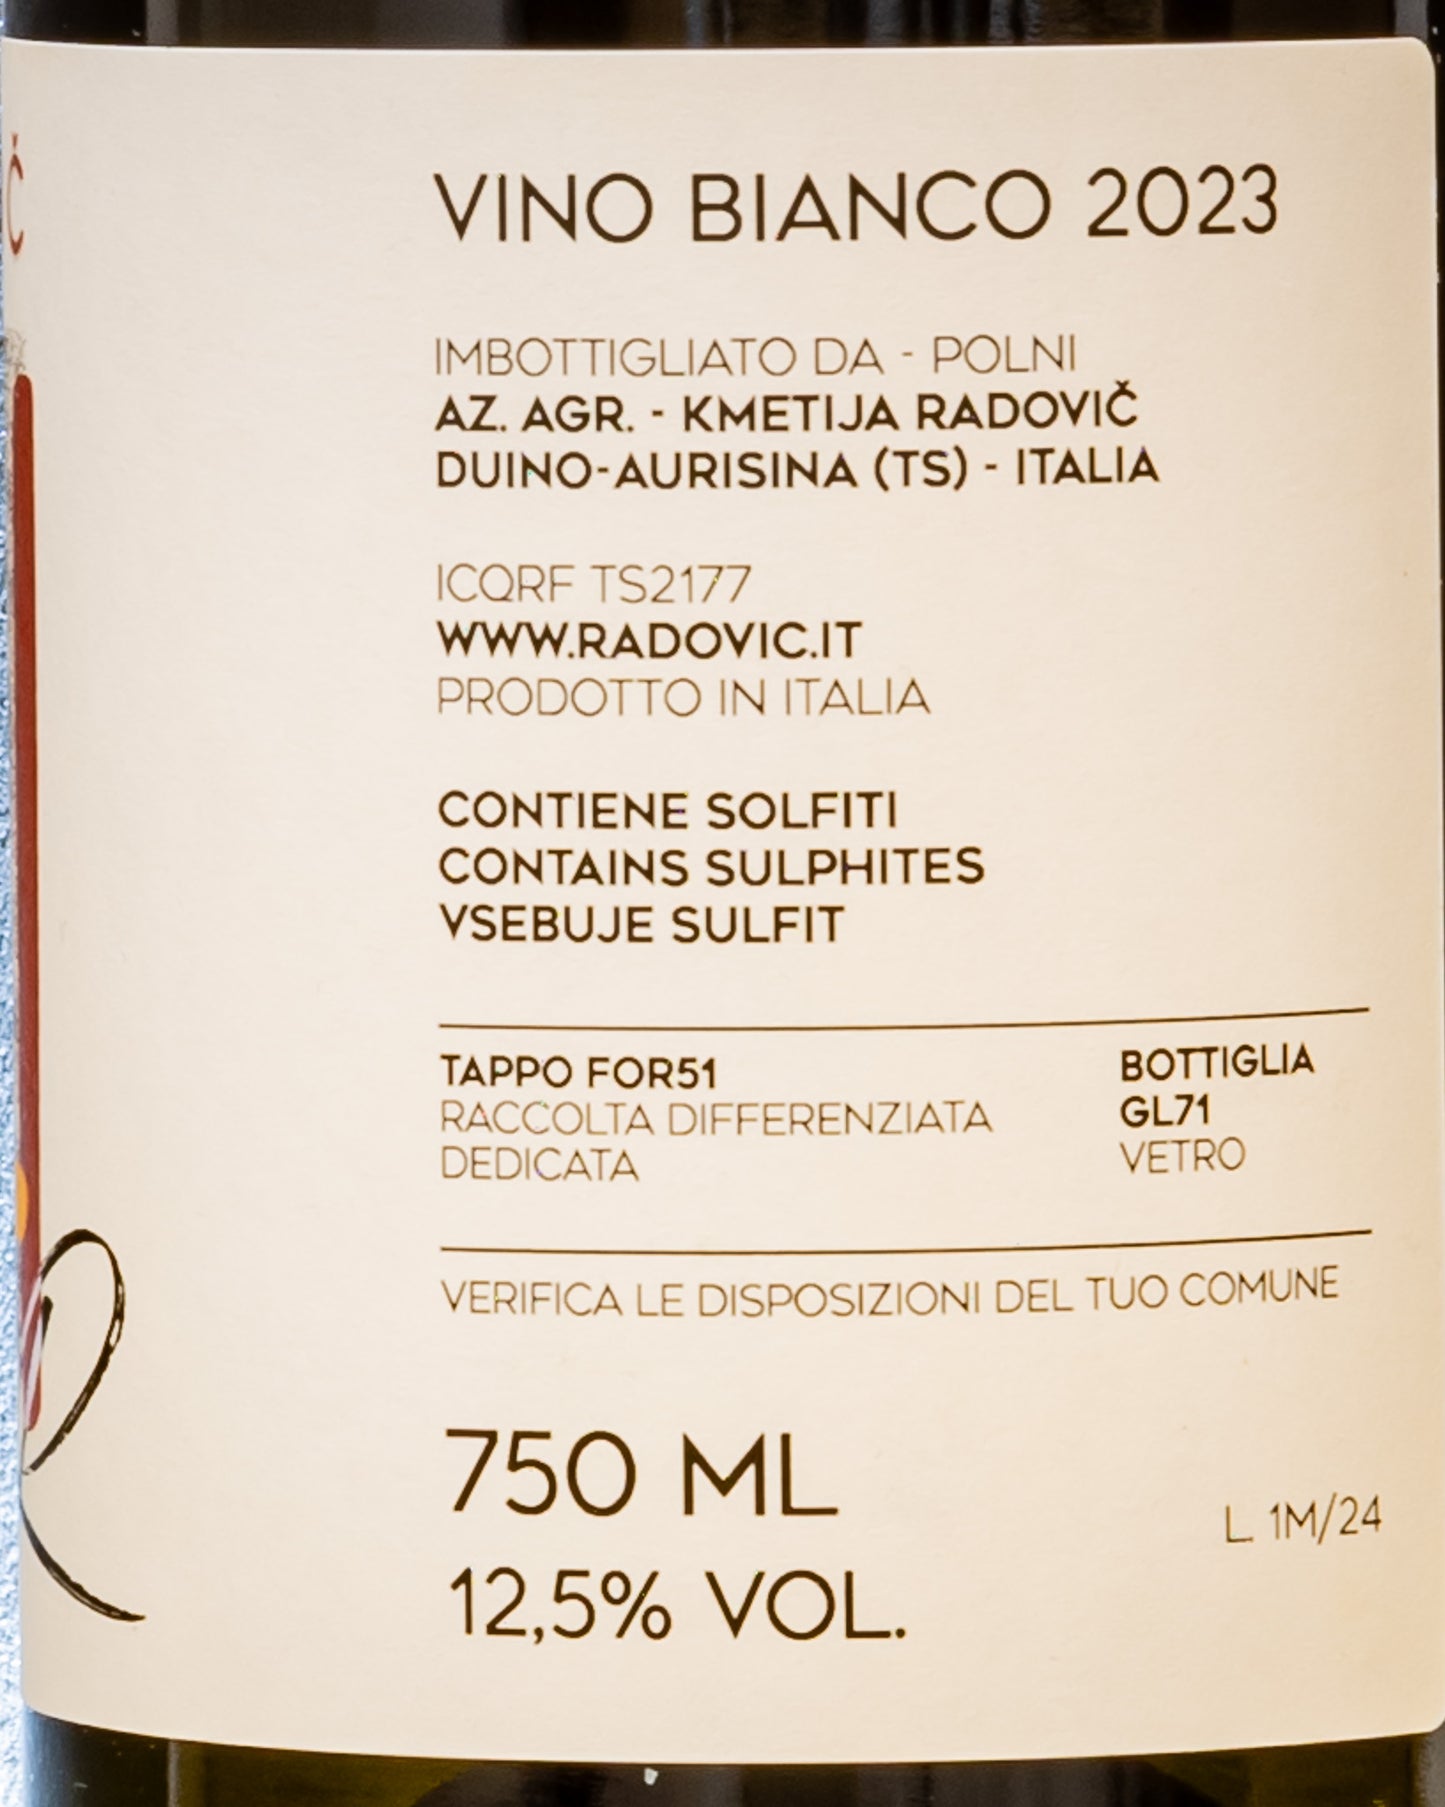 Č
VINO BIANCO 2023
IMBOTTIGLIATO DA - POLNI
AZ. AGR. - KMETIJA RADOVIČ
DUINO-AURISINA (TS) - ITALIA
ICQRF TS2177
WWW.RADOVIC.IT
PRODOTTO IN ITALIA
CONTIENE SOLFITI
CONTAINS SULPHITES
VSEBUJE SULFIT
TAPPO FOR51
RACCOLTA DIFFERENZIATA
DEDICATA
BOTTIGLIA
GL71
VETRO
VERIFICA LE DISPOSIZIONI DEL TUO COMUNE
750 ML
L 1M/24
12,5% VOL.